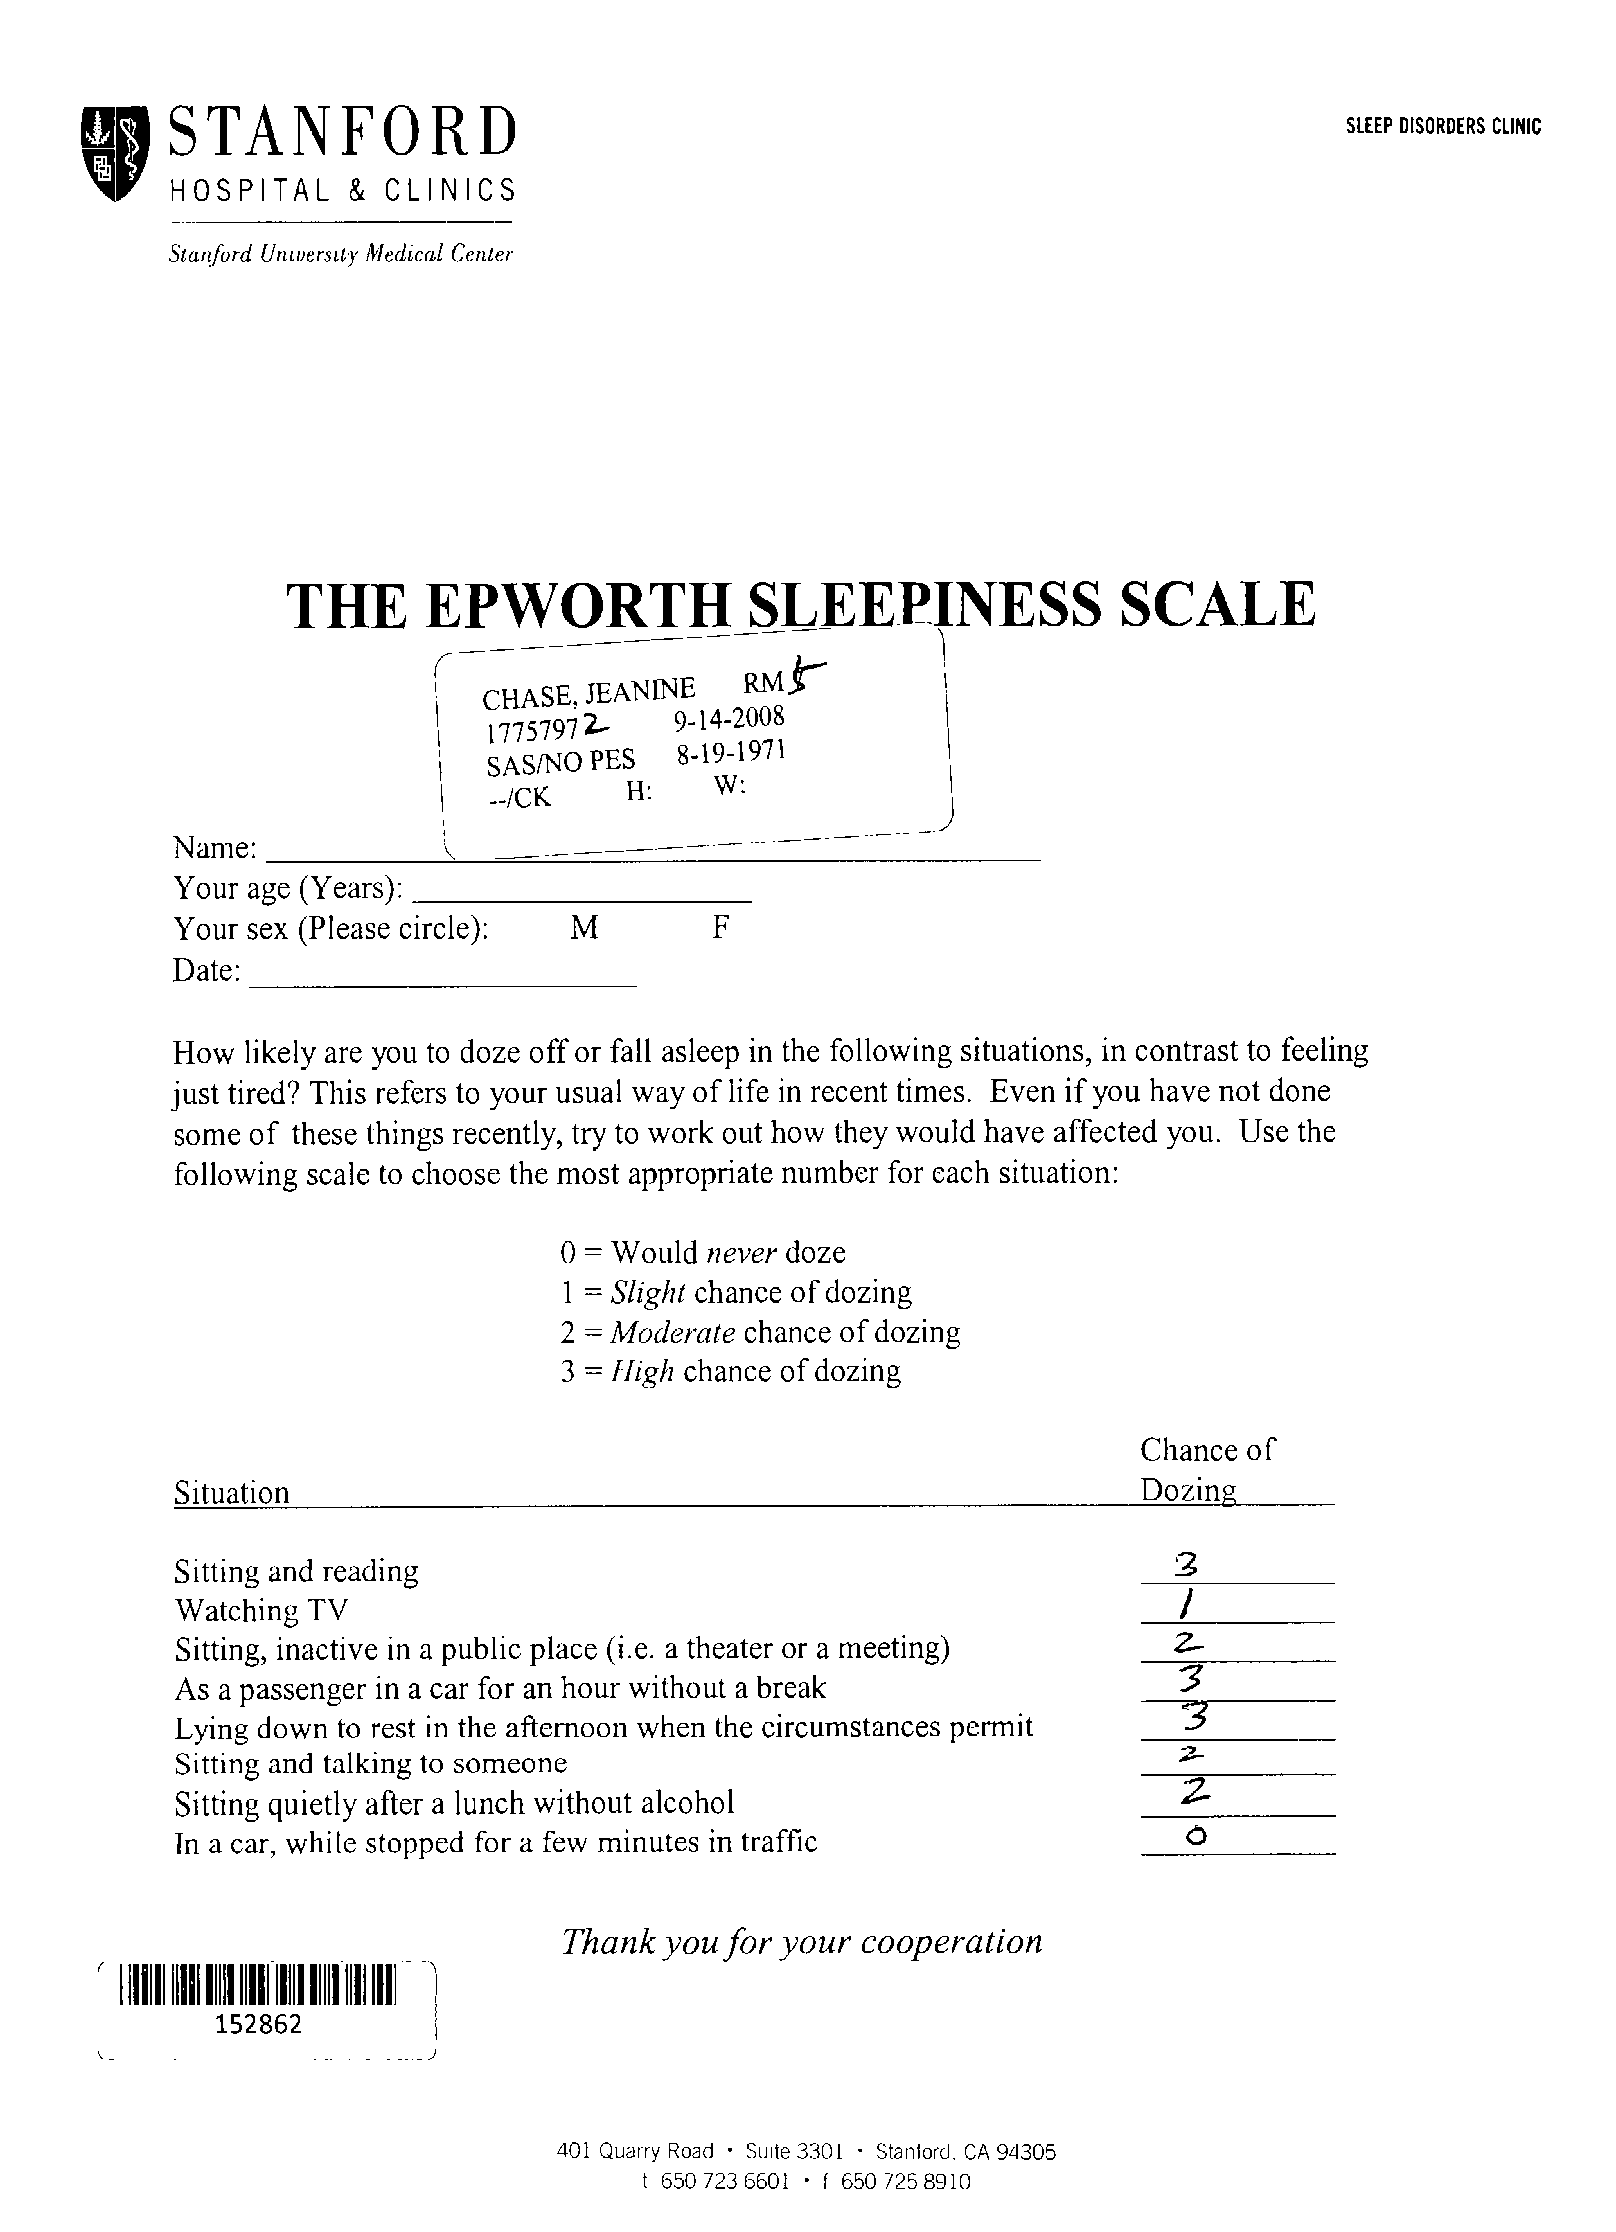 STANFORD
HOSPITAL & CLINICS
Stanford University Medical Center
SLEEP DISORDERS CLINIC
THE EPWORTH SLEEPINESS SCALE
CHASE, JEANINE RM 5
17757972 9-14-2008
SAS/NO PES 8-19-1971
--/CK H: W:
Name:
Your age (Years):
Your sex (Please circle): M F
Date:
How likely are you to doze off or fall asleep in the following situations, in contrast to feeling
just tired? This refers to your usual way of life in recent times. Even if you have not done
some of these things recently, try to work out how they would have affected you. Use the
following scale to choose the most appropriate number for each situation:
0 = Would never doze
1 = Slight chance of dozing
2 = Moderate chance of dozing
3 = High chance of dozing
Chance of
Situation Dozing
Sitting and reading 3
Watching TV 1
Sitting, inactive in a public place (i.e. a theater or a meeting) 2
As a passenger in a car for an hour without a break 3
Lying down to rest in the afternoon when the circumstances permit 3
Sitting and talking to someone 2
Sitting quietly after a lunch without alcohol 2
In a car, while stopped for a few minutes in traffic 0
Thank you for your cooperation
152862
401 Quarry Road • Suite 3301 • Stanford, CA 94305
t 650 723 6601 • f 650 725 8910